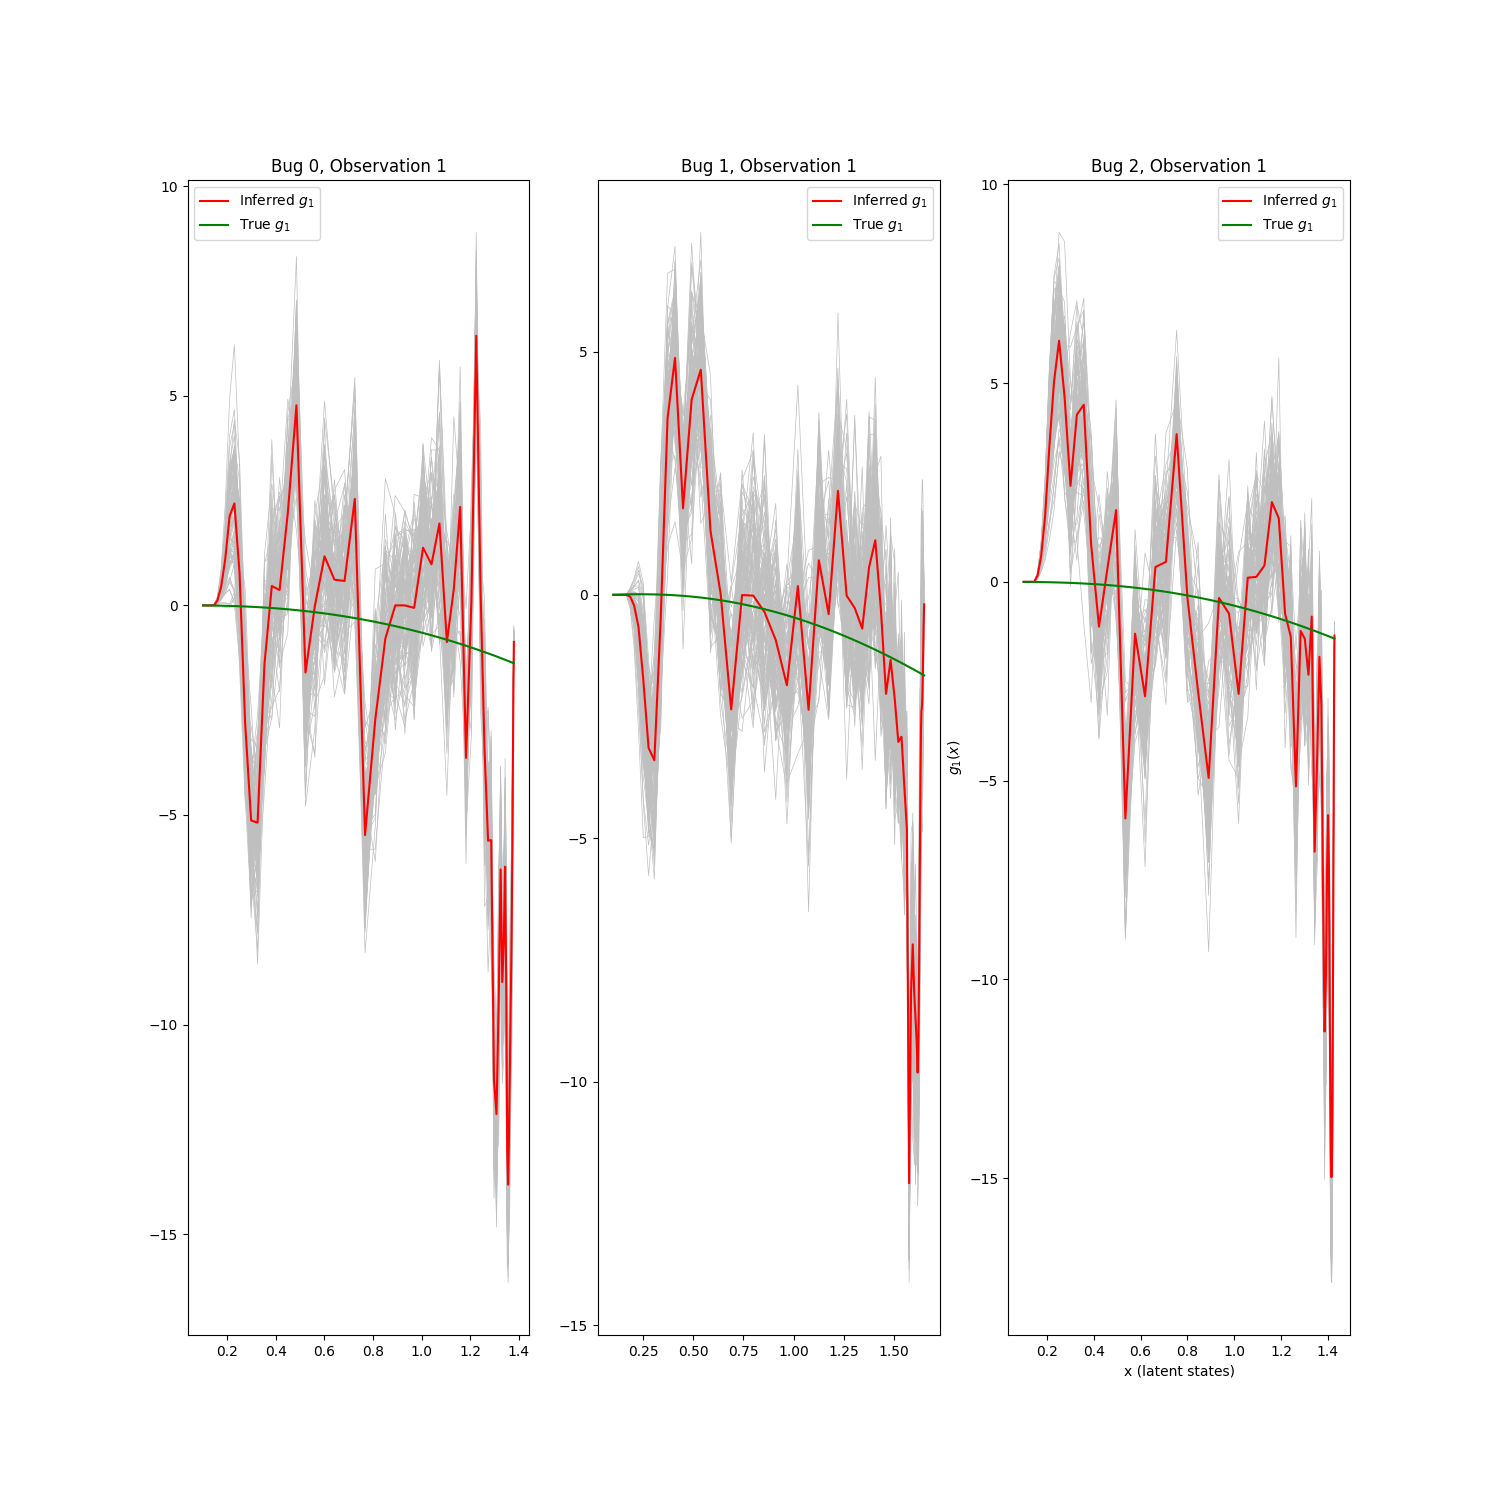 Bug 0, Observation 1
Inferred g₁
True g₁
10
5
0
−5
−10
−15
0.2 0.4 0.6 0.8 1.0 1.2 1.4
Bug 1, Observation 1
Inferred g₁
True g₁
5
0
−5
−10
−15
0.25 0.50 0.75 1.00 1.25 1.50
Bug 2, Observation 1
Inferred g₁
True g₁
g₁(x)
10
5
0
−5
−10
−15
0.2 0.4 0.6 0.8 1.0 1.2 1.4
x (latent states)